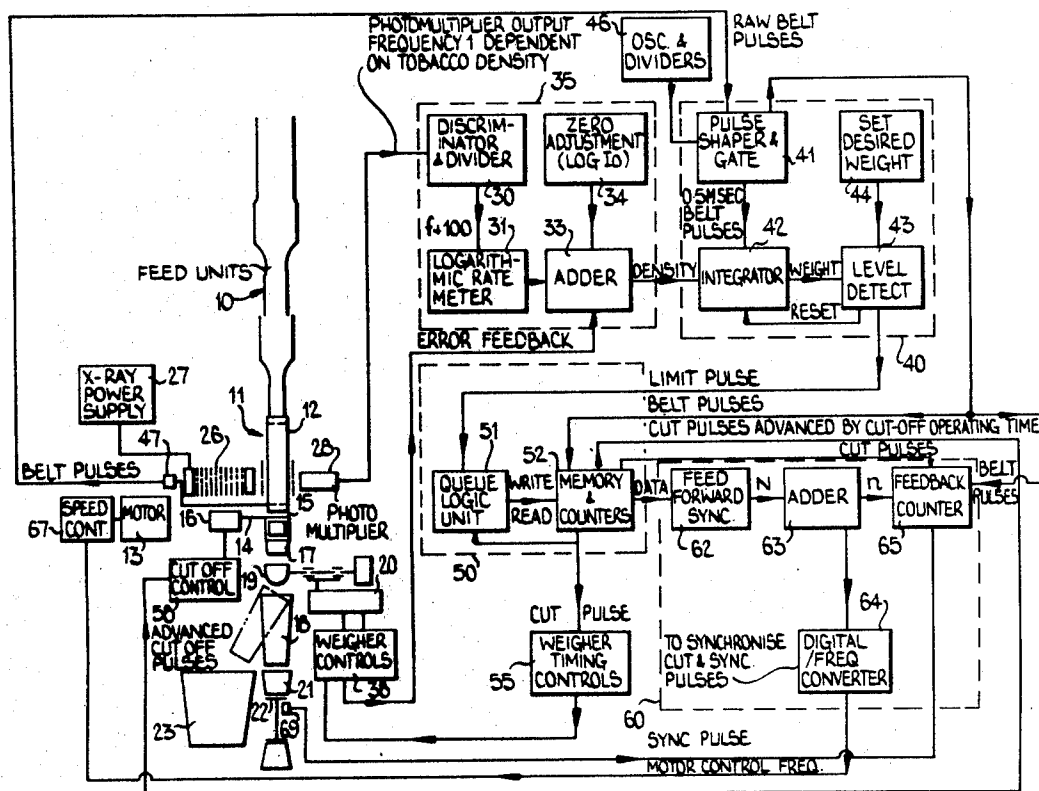 PHOTOMULTIPLIER OUTPUT
FREQUENCY 1 DEPENDENT
ON TOBACCO DENSITY
46
OSC. &
DIVIDERS
RAW BELT
PULSES
35
DISCRIM-
INATOR
& DIVIDER
30
ZERO
ADJUSTMENT
(LOG IO)
34
PULSE
SHAPER &
GATE
41
SET
DESIRED
WEIGHT
44
f÷100
31
LOGARITH-
MIC RATE
METER
33
ADDER
DENSITY
0·5MSEC
BELT
PULSES
42
INTEGRATOR
WEIGHT
43
LEVEL
DETECT
RESET
40
FEED UNITS
10
ERROR FEEDBACK
X-RAY
POWER
SUPPLY
27
11
12
47
26
28
BELT PULSES
PHOTO
MULTIPLIER
15
SPEED
CONT
67
MOTOR
13
16
14
17
LIMIT PULSE
BELT PULSES
CUT PULSES ADVANCED BY CUT-OFF OPERATING TIME
CUT PULSES
51
QUEUE
LOGIC
UNIT
WRITE
READ
52
MEMORY
&
COUNTERS
DATA
FEED
FORWARD
SYNC.
62
N
ADDER
63
n
FEEDBACK
COUNTER
65
BELT
PULSES
50
CUT OFF
CONTROL
58
19
20
ADVANCED
CUT OFF
PULSES
18
WEIGHER
CONTROLS
38
CUT PULSE
WEIGHER
TIMING
CONTROLS
55
TO SYNCHRONISE
CUT & SYNC.
PULSES
64
DIGITAL
/FREQ
CONVERTER
60
21
22
23
69
SYNC PULSE
MOTOR CONTROL FREQ.